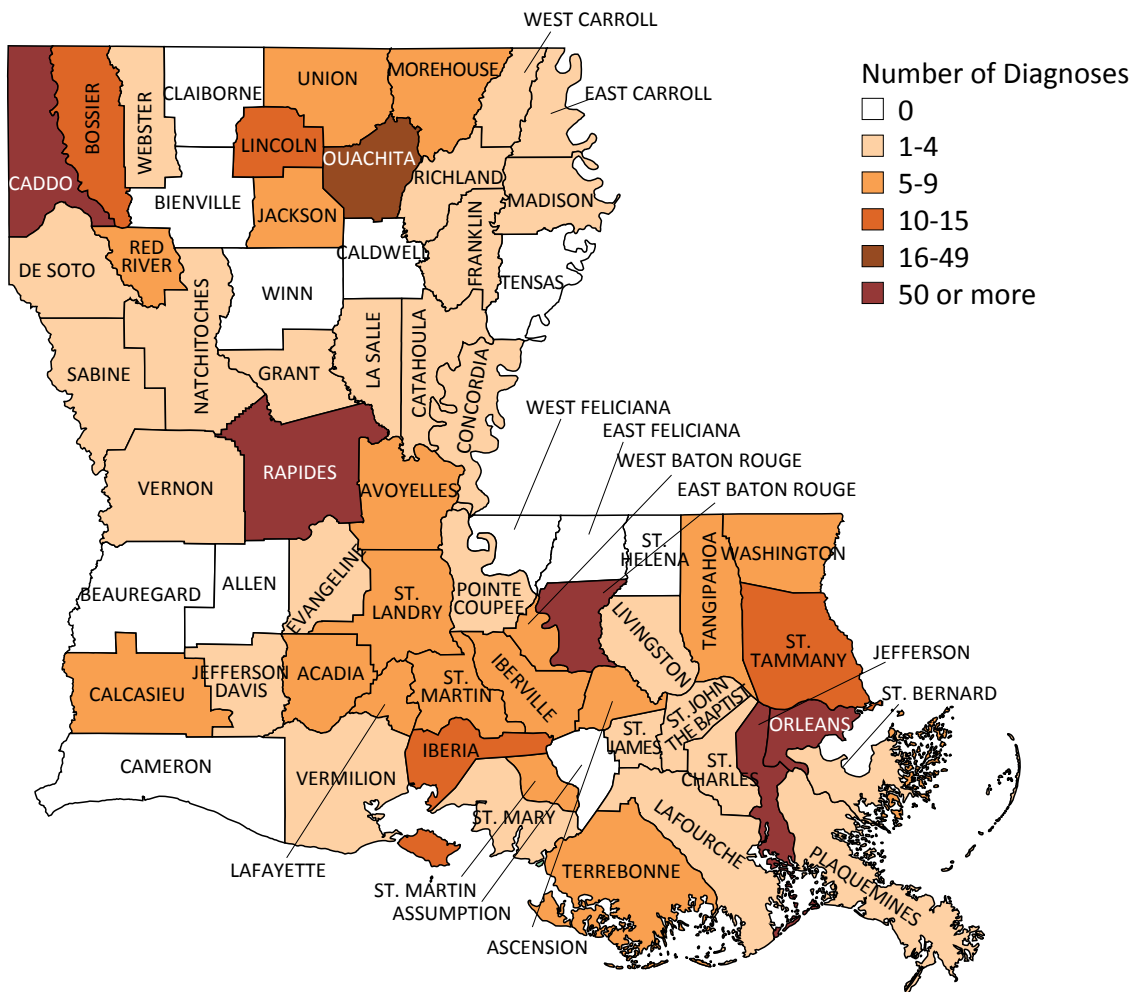 WEST CARROLL
Number of Diagnoses
0
1-4
5-9
10-15
16-49
50 or more
UNION
MOREHOUSE
EAST CARROLL
CLAIBORNE
BOSSIER
WEBSTER
LINCOLN
OUACHITA
RICHLAND
CADDO
BIENVILLE
JACKSON
MADISON
FRANKLIN
RED
RIVER
CALDWELL
DE SOTO
TENSAS
WINN
NATCHITOCHES
LA SALLE
CATAHOULA
CONCORDIA
SABINE
GRANT
WEST FELICIANA
EAST FELICIANA
WEST BATON ROUGE
EAST BATON ROUGE
RAPIDES
VERNON
AVOYELLES
ST.
HELENA
TANGIPAHOA
WASHINGTON
EVANGELINE
ALLEN
BEAUREGARD
POINTE
COUPEE
ST.
LANDRY
LIVINGSTON
ST.
TAMMANY
JEFFERSON
JEFFERSON
DAVIS
ACADIA
ST.
MARTIN
IBERVILLE
CALCASIEU
ST. JOHN
THE BAPTIST
ST. BERNARD
ORLEANS
ST.
JAMES
IBERIA
CAMERON
VERMILION
ST.
CHARLES
ST. MARY
LAFOURCHE
LAFAYETTE
TERREBONNE
PLAQUEMINES
ST. MARTIN
ASSUMPTION
ASCENSION